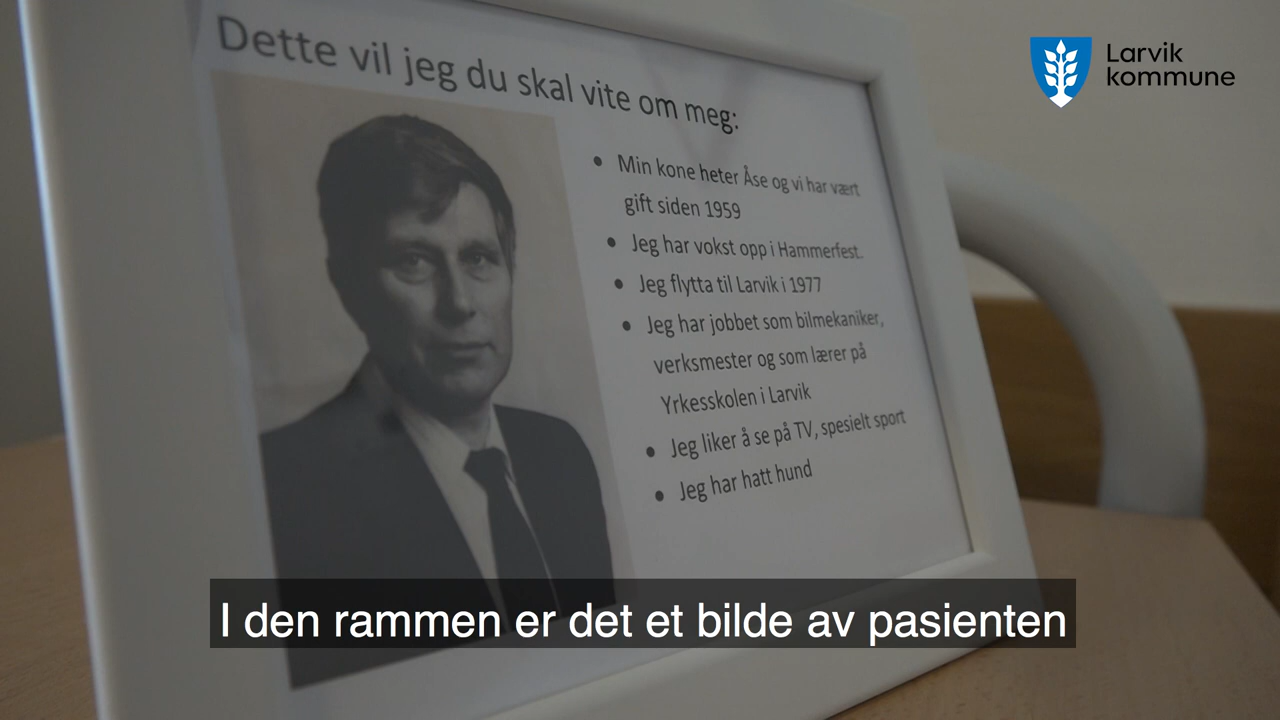 Dette vil jeg du skal vite om meg:
Larvik
kommune
• Min kone heter Åse og vi har vært
gift siden 1959
• Jeg har vokst opp i Hammerfest.
• Jeg flytta til Larvik i 1977
• Jeg har jobbet som bilmekaniker,
verksmester og som lærer på
Yrkesskolen i Larvik
• Jeg liker å se på TV, spesielt sport
• Jeg har hatt hund
I den rammen er det et bilde av pasienten